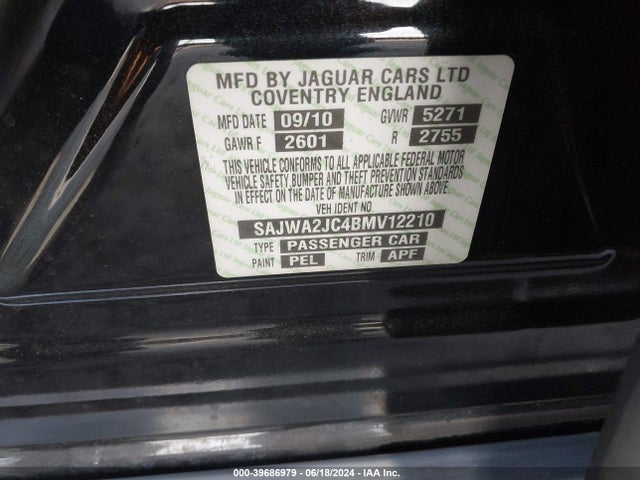 MFD BY JAGUAR CARS LTD
COVENTRY ENGLAND
MFD DATE 09/10 GVWR 5271
GAWR F 2601 R 2755
THIS VEHICLE CONFORMS TO ALL APPLICABLE FEDERAL MOTOR
VEHICLE SAFETY, BUMPER AND THEFT PREVENTION STANDARDS
IN EFFECT ON THE DATE OF MANUFACTURE SHOWN ABOVE.
VEH IDENT NO
SAJWA2JC4BMV12210
TYPE PASSENGER CAR
PAINT PEL TRIM APF
000-39686979 - 06/18/2024 - IAA Inc.